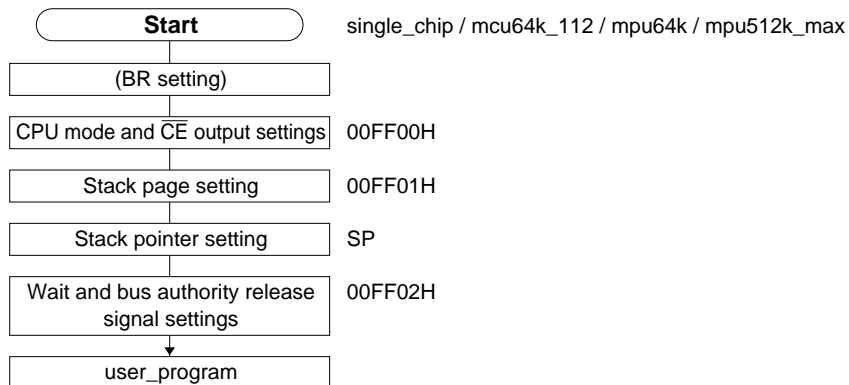 Start single_chip / mcu64k_112 / mpu64k / mpu512k_max
(BR setting)
CPU mode and C̅E̅ output settings 00FF00H
Stack page setting 00FF01H
Stack pointer setting SP
Wait and bus authority release 00FF02H
signal settings
user_program